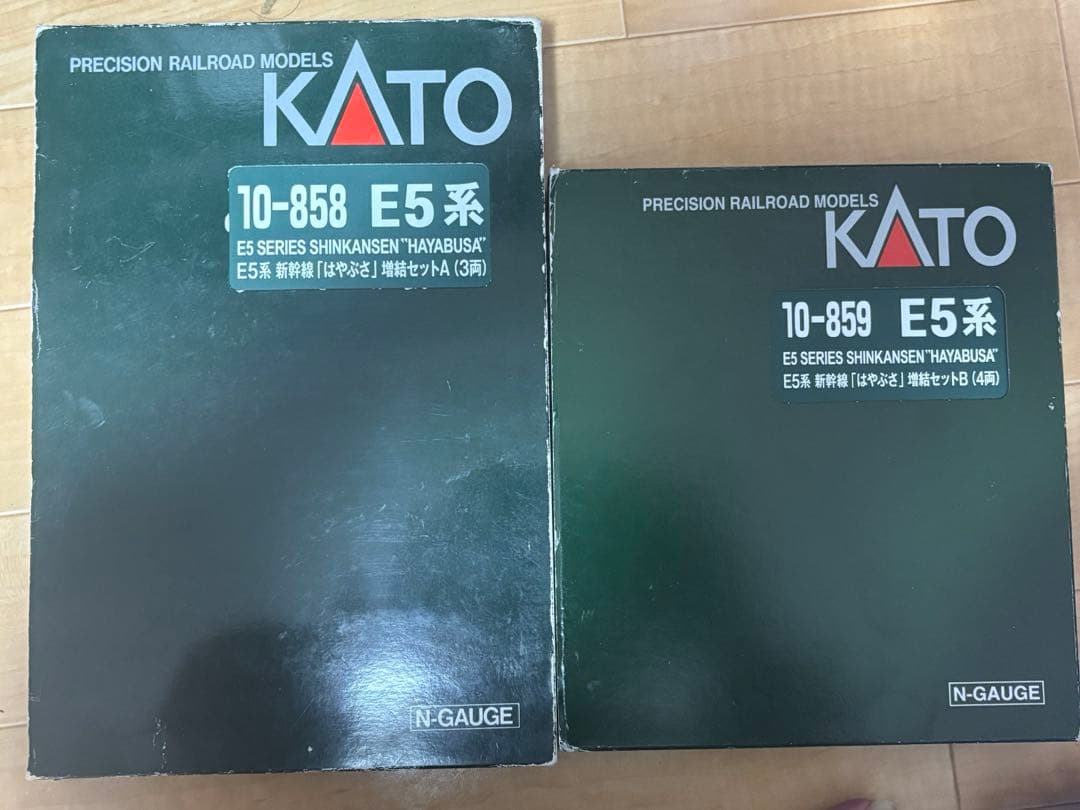 PRECISION RAILROAD MODELS
KATO
10-858 E5系
E5 SERIES SHINKANSEN "HAYABUSA"
E5系 新幹線「はやぶさ」増結セットA(3両)
N-GAUGE
PRECISION RAILROAD MODELS
KATO
10-859 E5系
E5 SERIES SHINKANSEN "HAYABUSA"
E5系 新幹線「はやぶさ」増結セットB(4両)
N-GAUGE